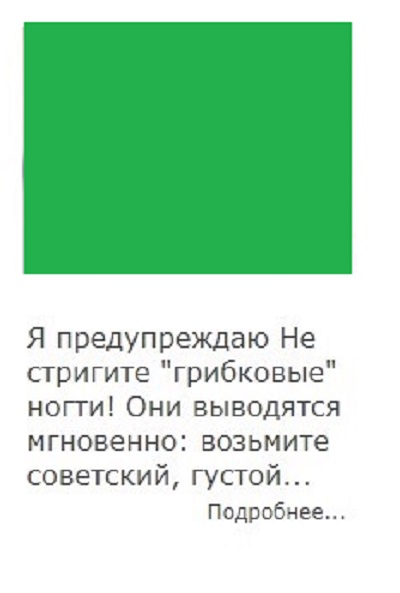 Я предупреждаю Не
стригите "грибковые"
ногти! Они выводятся
мгновенно: возьмите
советский, густой...
Подробнее...